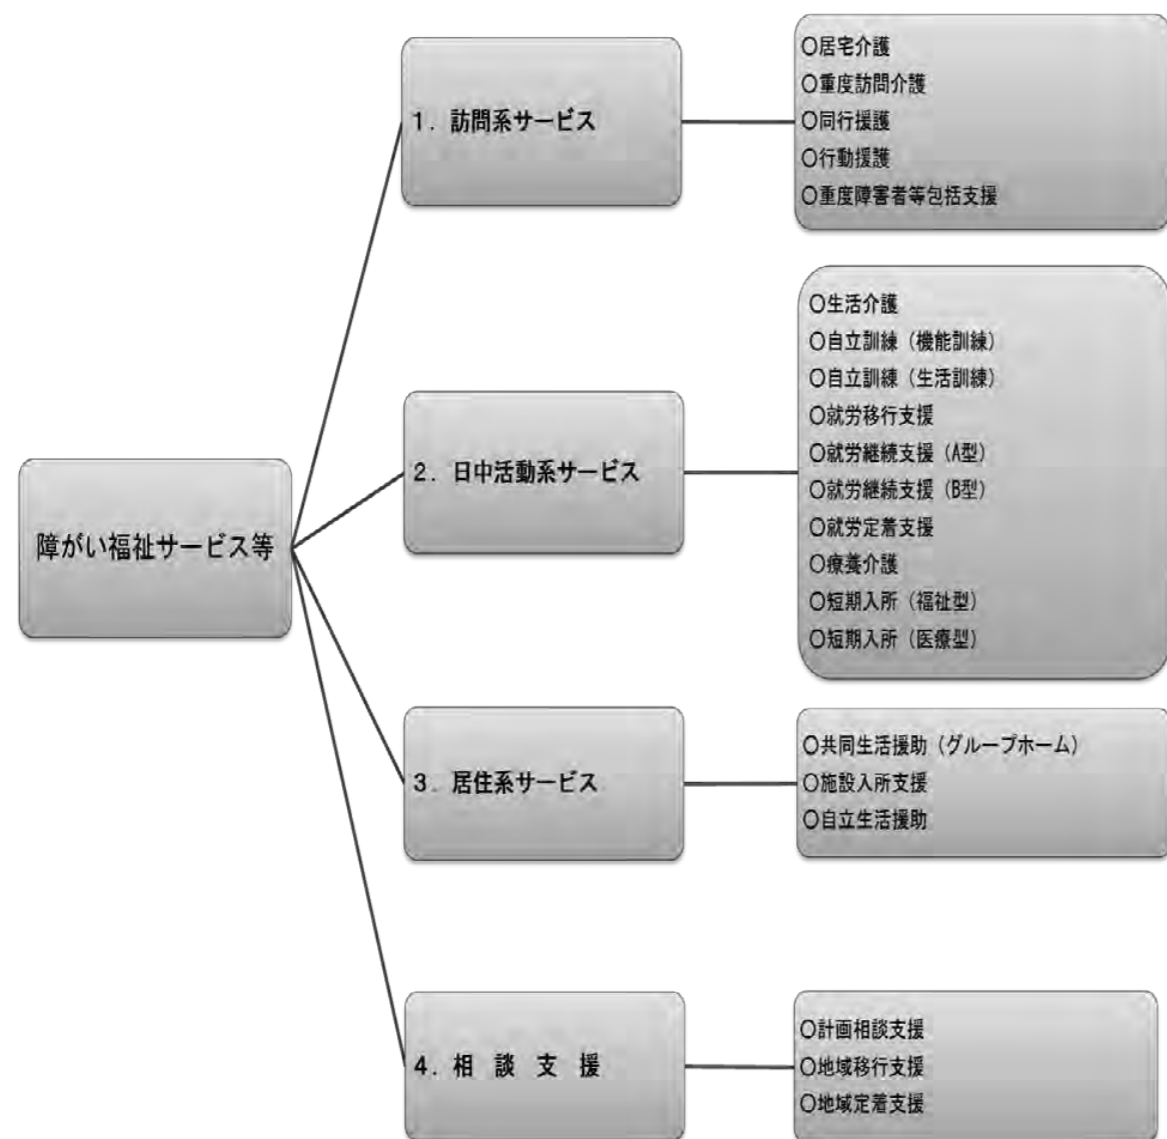 障がい福祉サービス等
１．訪問系サービス
○居宅介護
○重度訪問介護
○同行援護
○行動援護
○重度障害者等包括支援
２．日中活動系サービス
○生活介護
○自立訓練（機能訓練）
○自立訓練（生活訓練）
○就労移行支援
○就労継続支援（A型）
○就労継続支援（B型）
○就労定着支援
○療養介護
○短期入所（福祉型）
○短期入所（医療型）
３．居住系サービス
○共同生活援助（グループホーム）
○施設入所支援
○自立生活援助
４．相　談　支　援
○計画相談支援
○地域移行支援
○地域定着支援